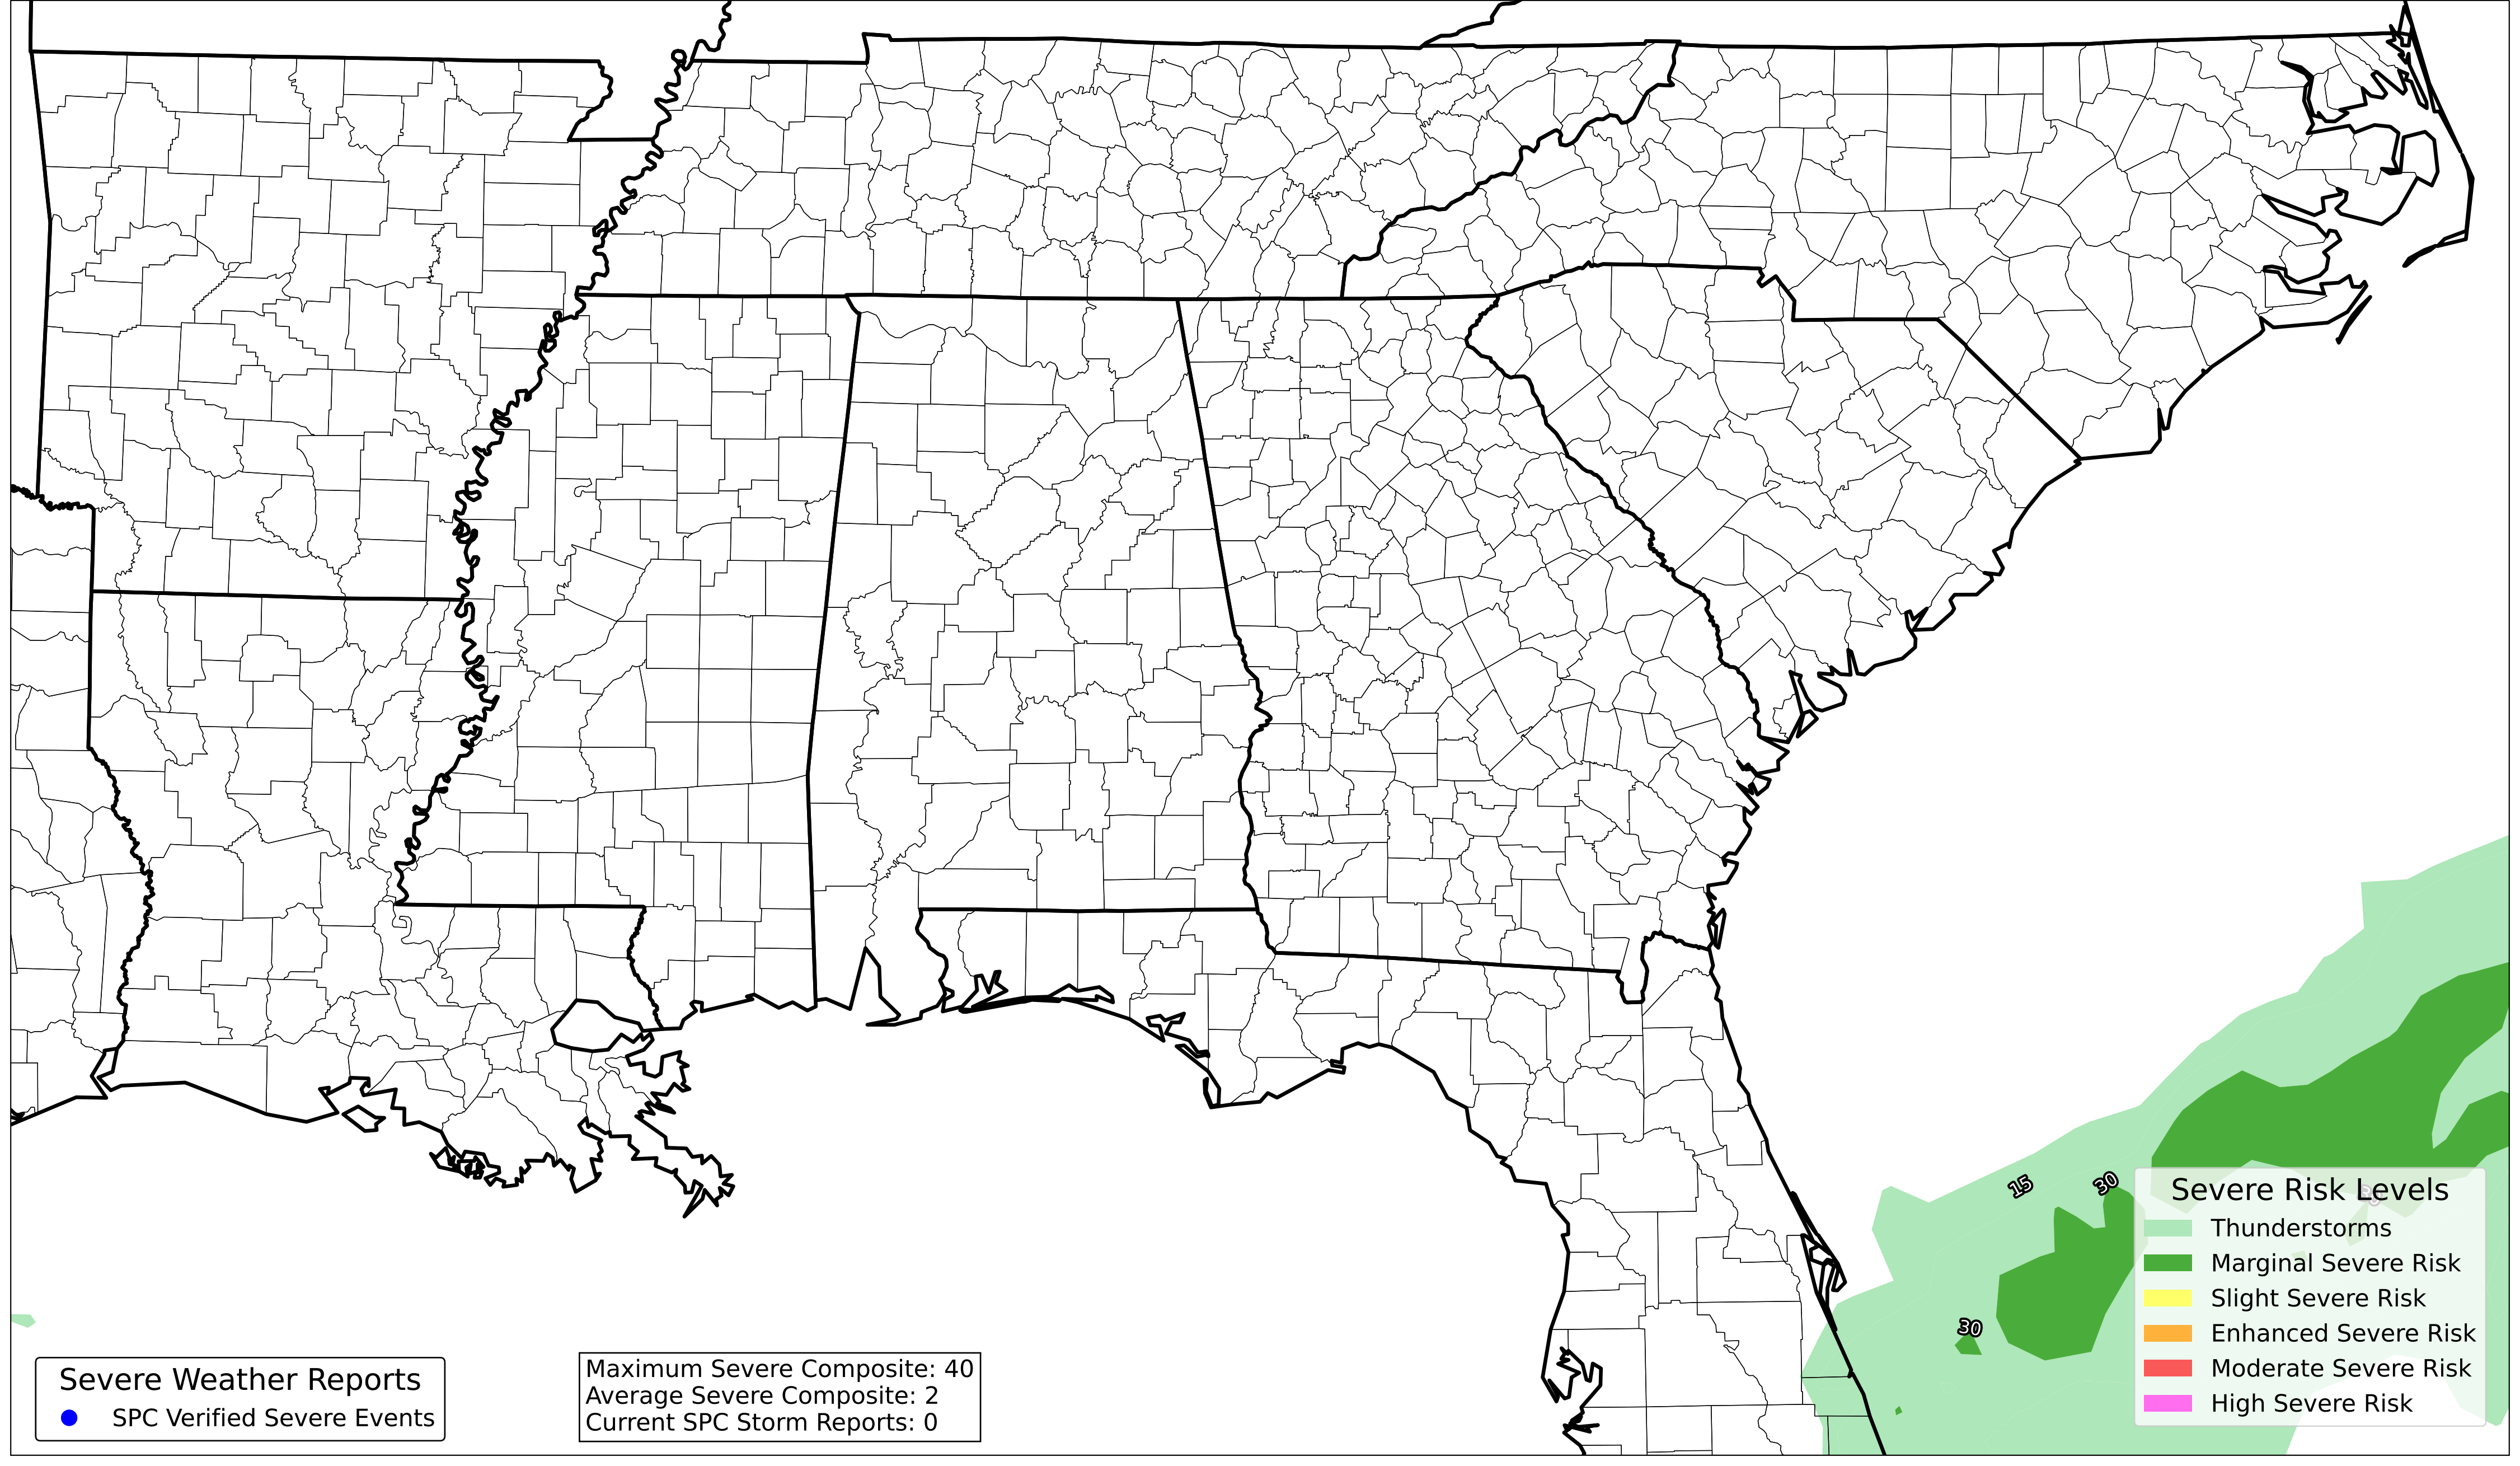 15
30
30
Severe Risk Levels
Thunderstorms
Marginal Severe Risk
Slight Severe Risk
Enhanced Severe Risk
Moderate Severe Risk
High Severe Risk
Severe Weather Reports
SPC Verified Severe Events
Maximum Severe Composite: 40
Average Severe Composite: 2
Current SPC Storm Reports: 0